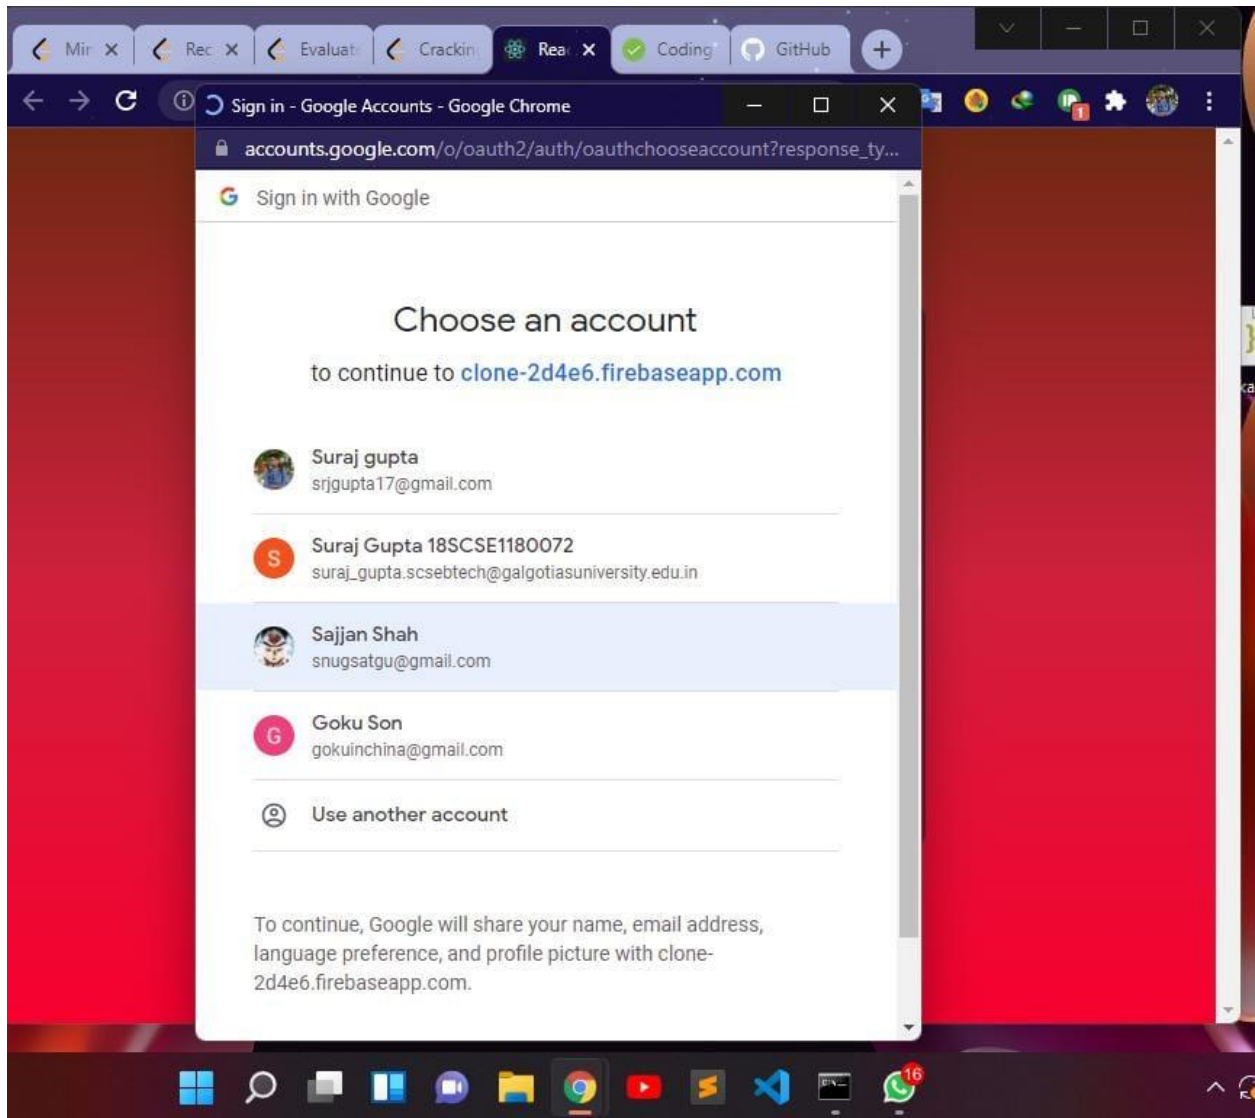 Mir
Rec
Evaluat
Crackin
Rea
Coding
GitHub
Sign in - Google Accounts - Google Chrome
accounts.google.com/o/oauth2/auth/oauthchooseaccount?response_ty...
1
G Sign in with Google
Choose an account
to continue to clone-2d4e6.firebaseapp.com
Suraj gupta
srjgupta17@gmail.com
S
Suraj Gupta 18SCSE1180072
suraj_gupta.scsebtech@galgotiasuniversity.edu.in
Sajjan Shah
snugsatgu@gmail.com
G
Goku Son
gokuinchina@gmail.com
Use another account
To continue, Google will share your name, email address,
language preference, and profile picture with clone-
2d4e6.firebaseapp.com.
16